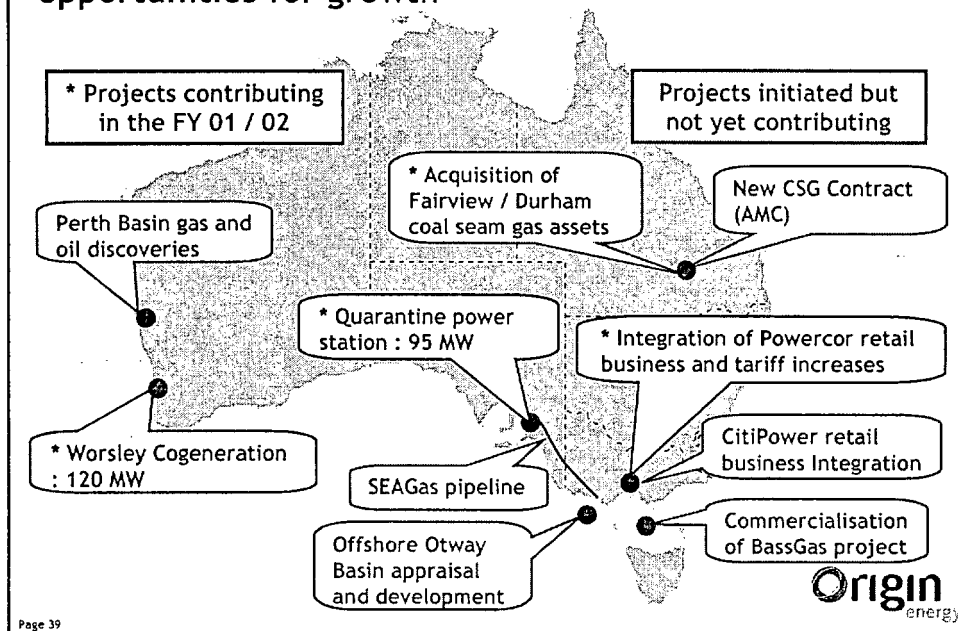 opportunities for growth
* Projects contributing
in the FY 01 / 02
Projects initiated but
not yet contributing
* Acquisition of
Fairview / Durham
coal seam gas assets
New CSG Contract
(AMC)
Perth Basin gas and
oil discoveries
* Quarantine power
station : 95 MW
* Integration of Powercor retail
business and tariff increases
* Worsley Cogeneration
: 120 MW
SEAGas pipeline
CitiPower retail
business Integration
Offshore Otway
Basin appraisal
and development
Commercialisation
of BassGas project
Origin
energy
Page 39